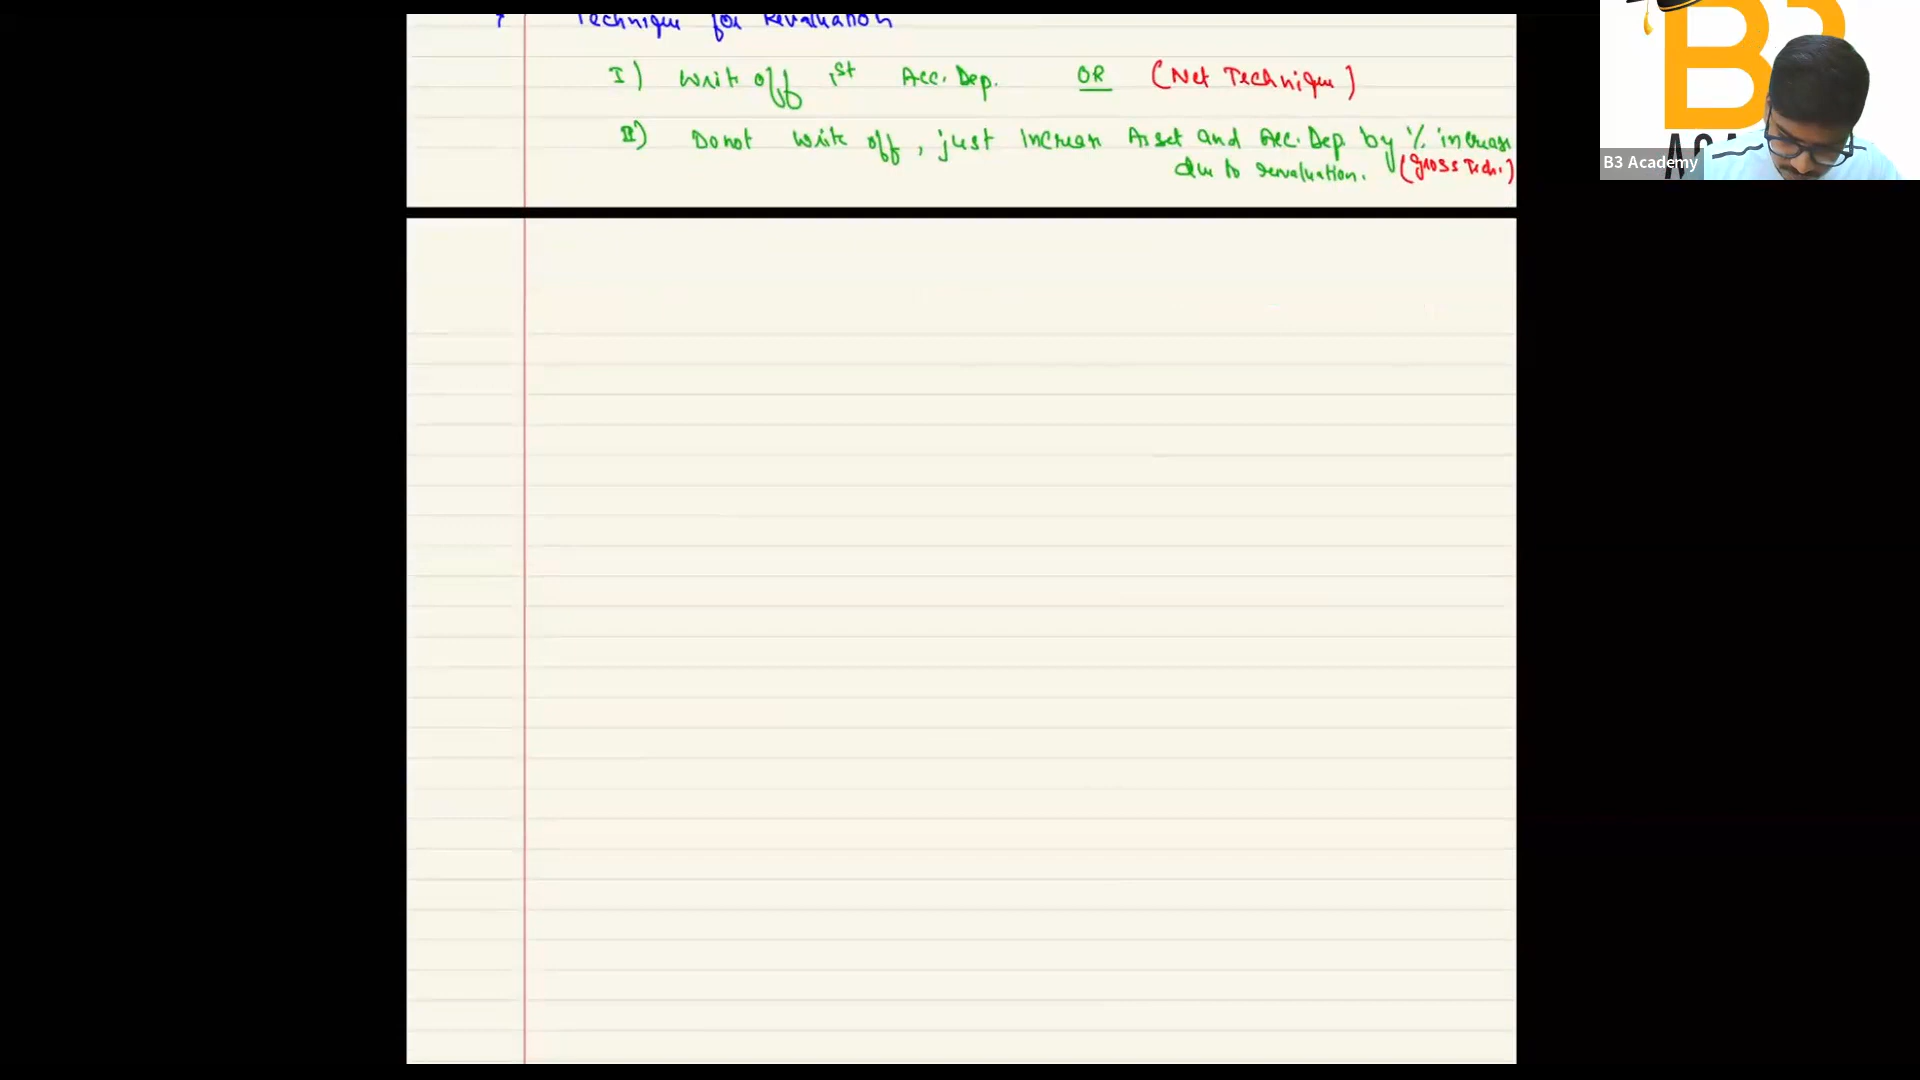 Technique for Revaluation
I) Write off 1st Acc. Dep. OR (Net Technique)
II) Do not write off, just increase Asset and Acc. Dep. by % increase
due to revaluation. (Gross Tech.)
B3
B3 Academy